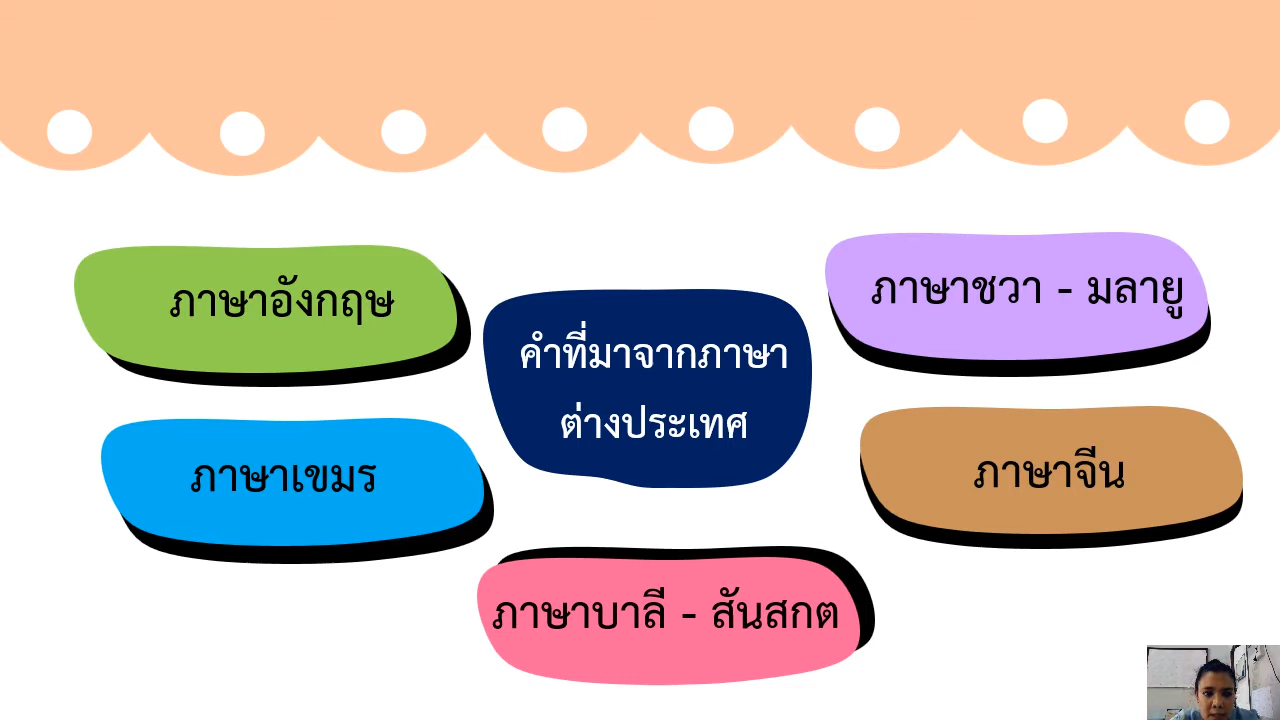 ภาษาอังกฤษ
ภาษาชวา - มลายู
คำที่มาจากภาษา
ต่างประเทศ
ภาษาเขมร
ภาษาจีน
ภาษาบาลี - สันสกต